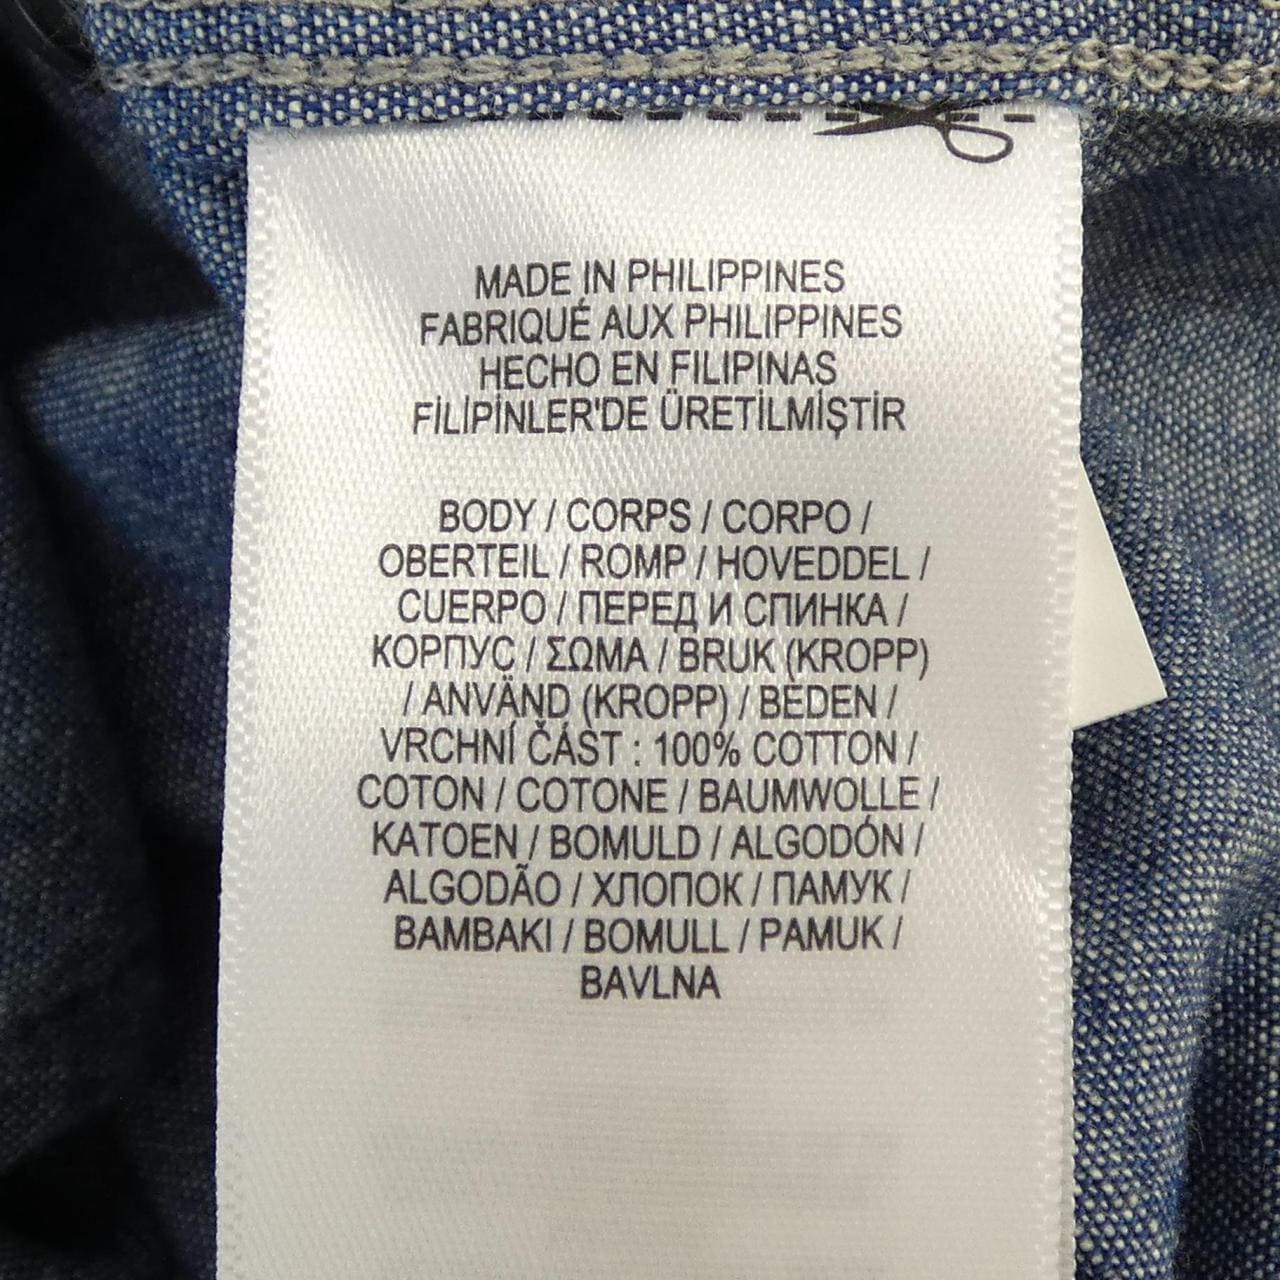 MADE IN PHILIPPINES
FABRIQUÉ AUX PHILIPPINES
HECHO EN FILIPINAS
FİLİPİNLER'DE ÜRETİLMİŞTİR
BODY / CORPS / CORPO /
OBERTEIL / ROMP / HOVEDDEL /
CUERPO / ПЕРЕД И СПИНКА /
КОРПУС / ΣΩΜΑ / BRUK (KROPP)
/ ANVÄND (KROPP) / BEDEN /
VRCHNÍ ČÁST : 100% COTTON /
COTON / COTONE / BAUMWOLLE /
KATOEN / BOMULD / ALGODÓN /
ALGODÃO / ХЛОПОК / ПАМУК /
BAMBAKI / BOMULL / PAMUK /
BAVLNA